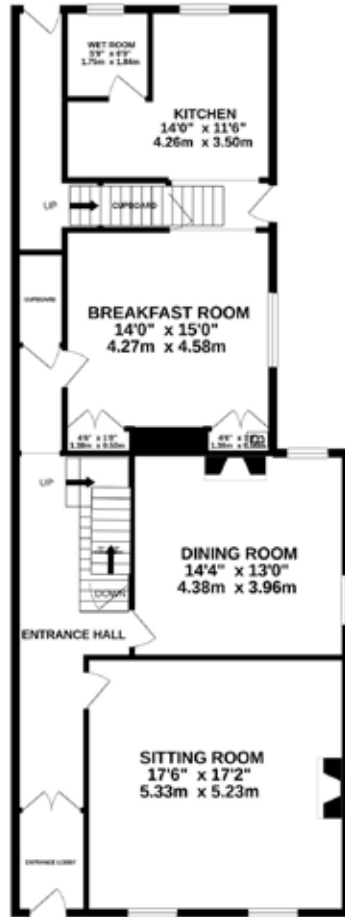 WET ROOM
5'9" x 6'0"
1.75m x 1.84m
KITCHEN
14'0" x 11'6"
4.26m x 3.50m
UP
CUPBOARD
CUPBOARD
BREAKFAST ROOM
14'0" x 15'0"
4.27m x 4.58m
UP
DOWN
DINING ROOM
14'4" x 13'0"
4.38m x 3.96m
ENTRANCE HALL
SITTING ROOM
17'6" x 17'2"
5.33m x 5.23m
ENTRANCE LOBBY